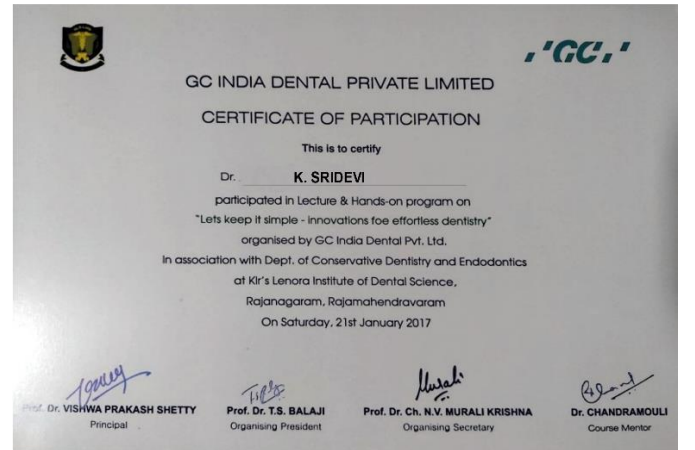 'GC'
GC INDIA DENTAL PRIVATE LIMITED
CERTIFICATE OF PARTICIPATION
This is to certify
Dr. K. SRIDEVI
participated in Lecture & Hands-on program on
"Lets keep it simple - innovations foe effortless dentistry"
organised by GC India Dental Pvt. Ltd.
In association with Dept. of Conservative Dentistry and Endodontics
at Kir's Lenora Institute of Dental Science,
Rajanagaram, Rajamahendravaram
On Saturday, 21st January 2017
Murali
Prof. Dr. VISHWA PRAKASH SHETTY Prof. Dr. T.S. BALAJI Prof. Dr. Ch. N.V. MURALI KRISHNA Dr. CHANDRAMOULI
Principal Organising President Organising Secretary Course Mentor